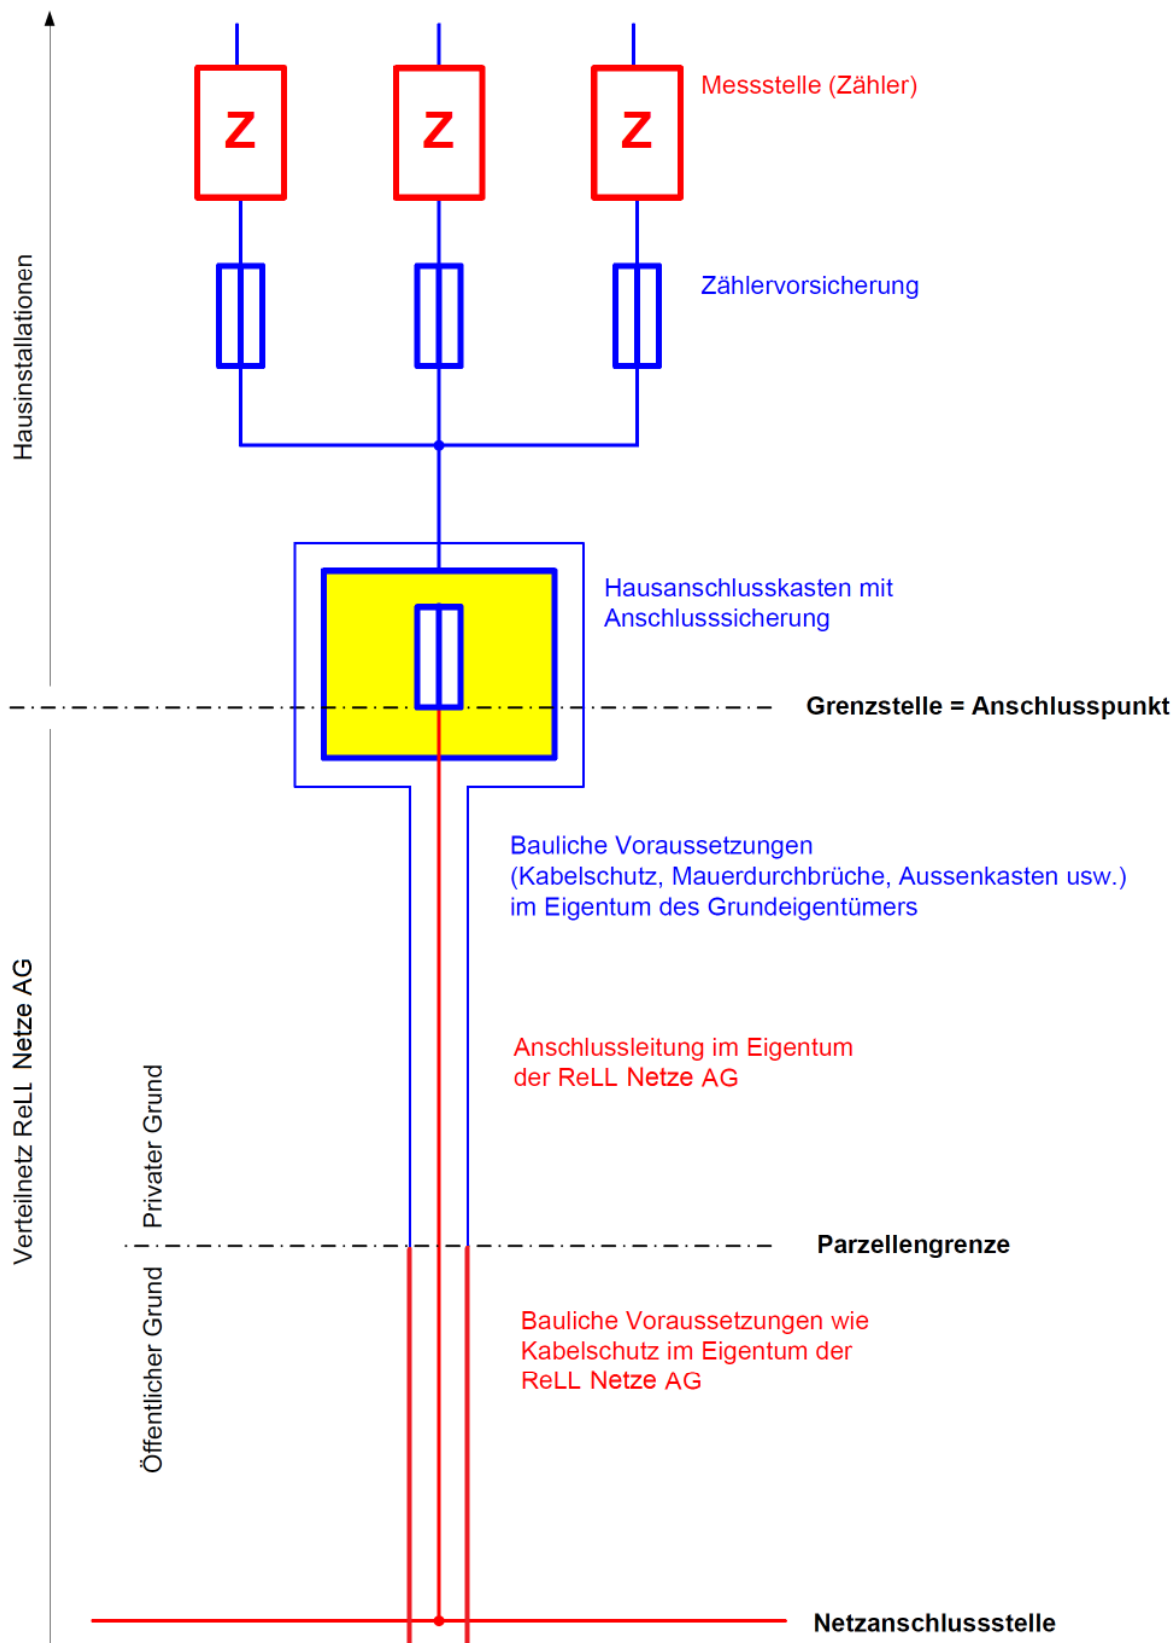 Z
Z
Z
Messstelle (Zähler)
Zählervorsicherung
Hausinstallationen
Hausanschlusskasten mit
Anschlusssicherung
Grenzstelle = Anschlusspunkt
Bauliche Voraussetzungen
(Kabelschutz, Mauerdurchbrüche, Aussenkasten usw.)
im Eigentum des Grundeigentümers
Verteilnetz ReLL Netze AG
Anschlussleitung im Eigentum
der ReLL Netze AG
Privater Grund
Parzellengrenze
Öffentlicher Grund
Bauliche Voraussetzungen wie
Kabelschutz im Eigentum der
ReLL Netze AG
Netzanschlussstelle